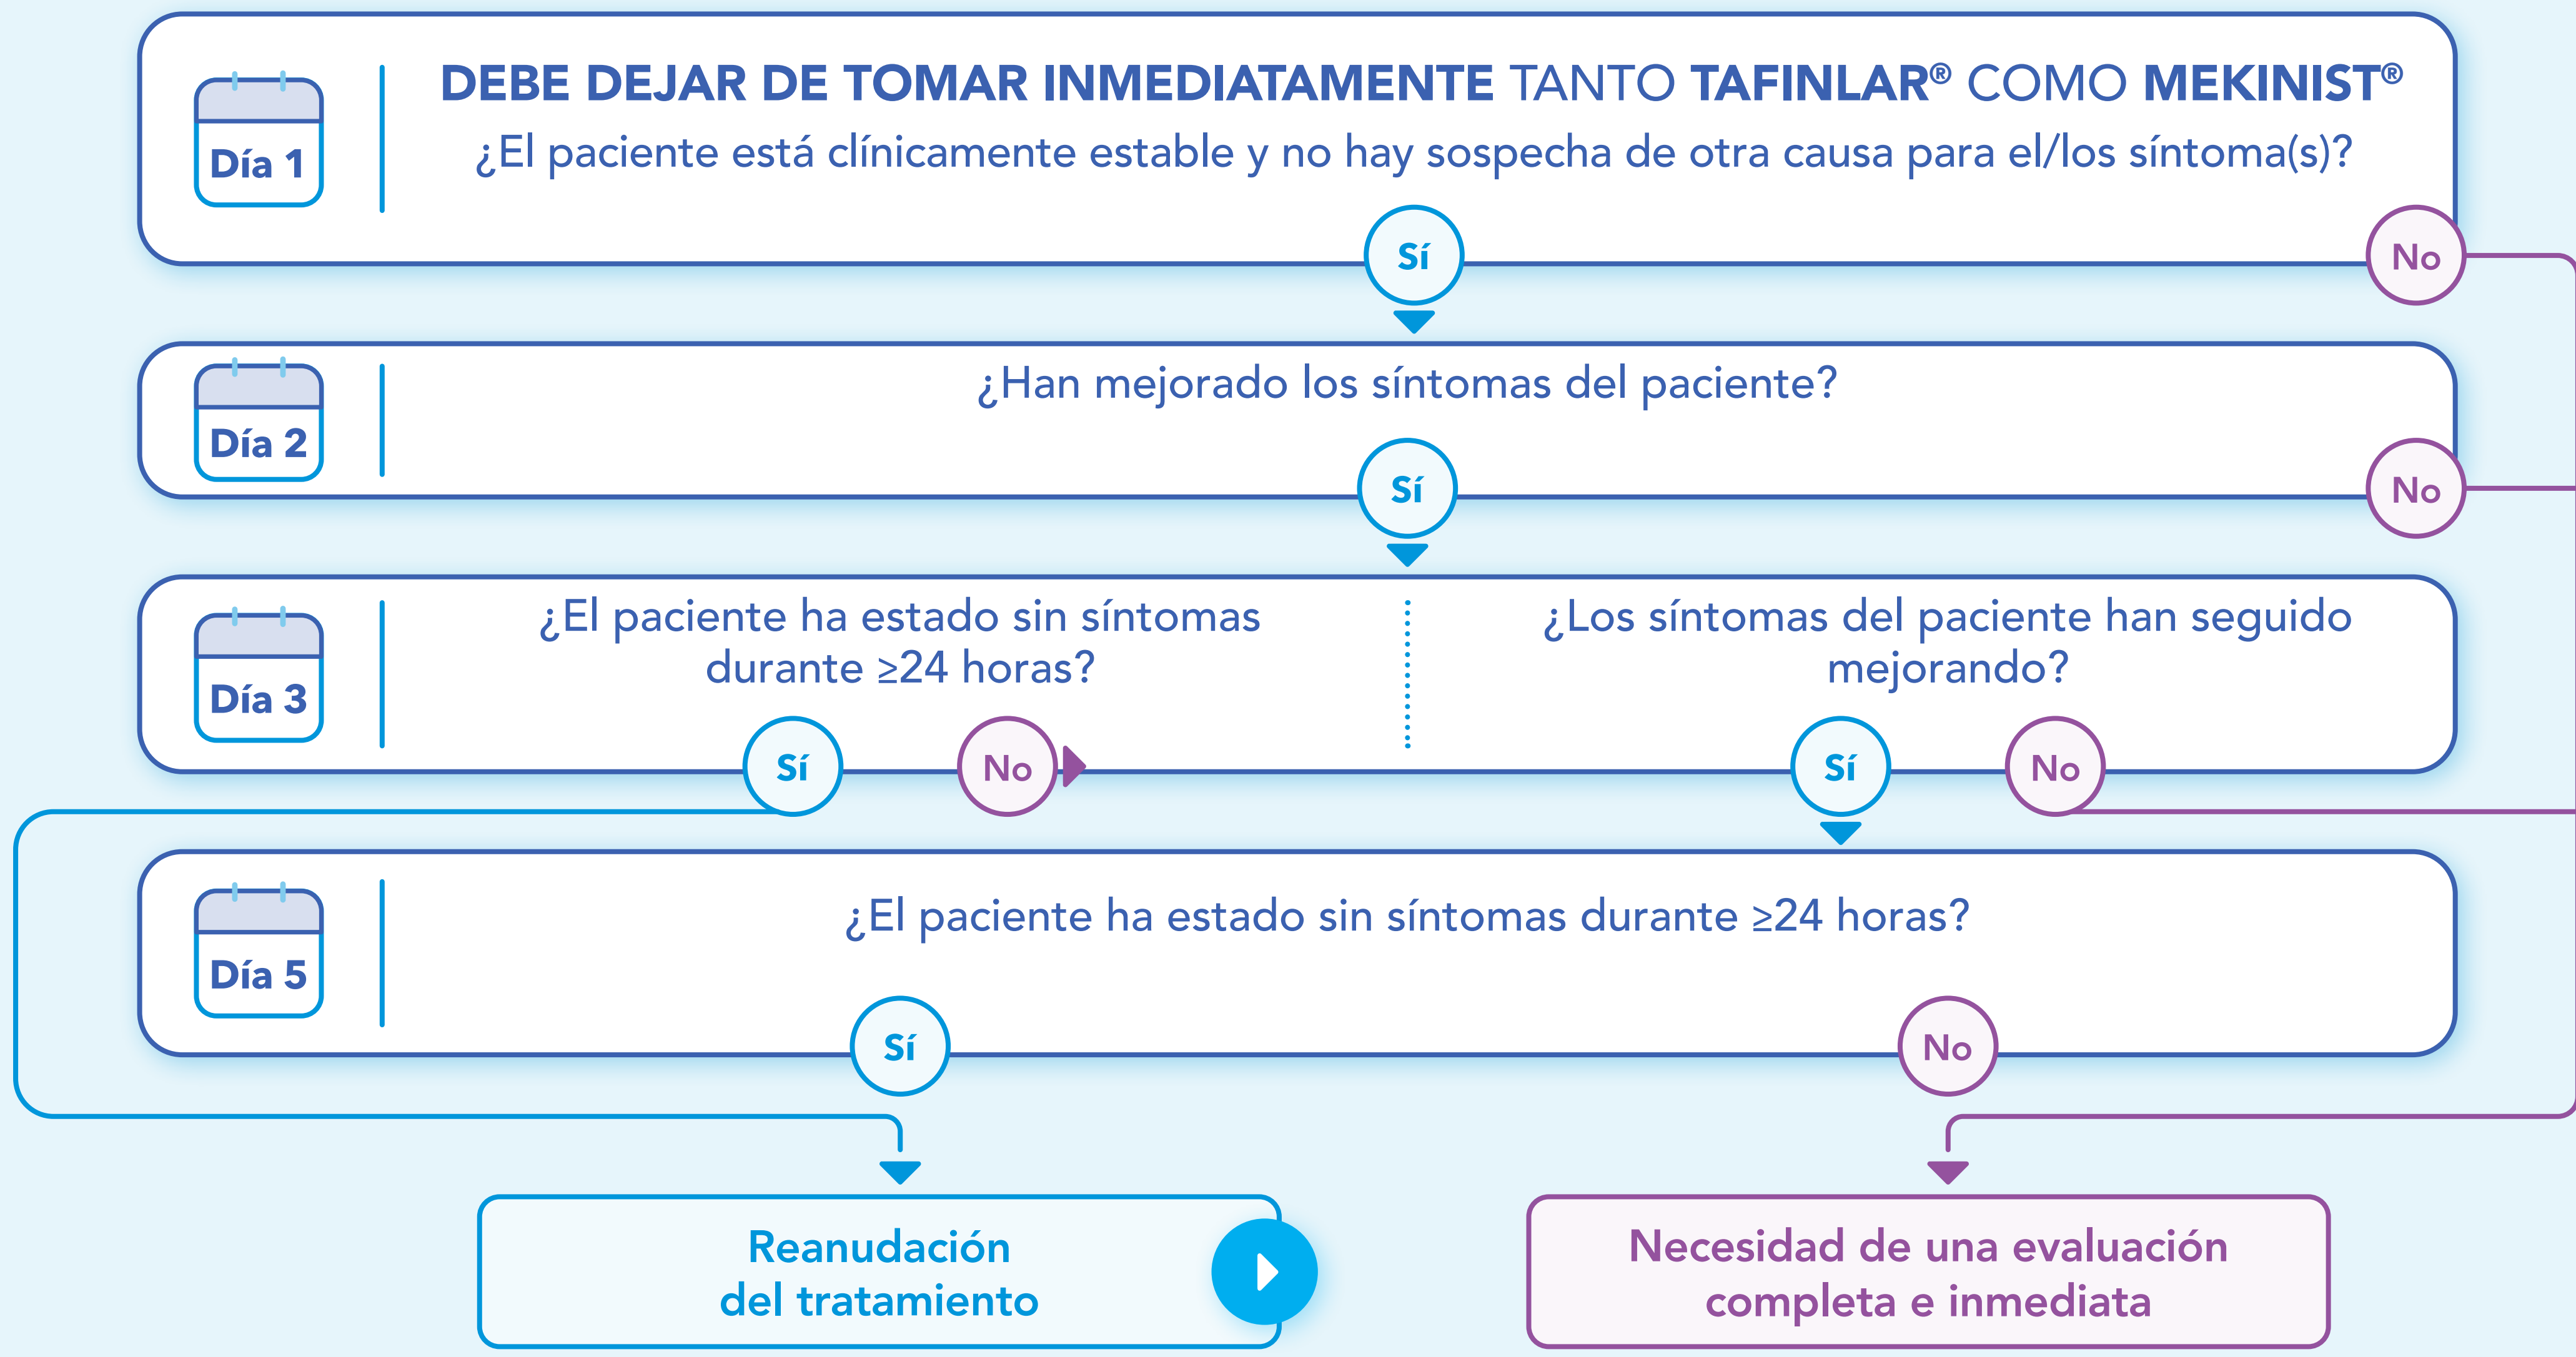 Día 1
DEBE DEJAR DE TOMAR INMEDIATAMENTE TANTO TAFINLAR® COMO MEKINIST®
¿El paciente está clínicamente estable y no hay sospecha de otra causa para el/los síntoma(s)?
Sí
No
Día 2
¿Han mejorado los síntomas del paciente?
Sí
No
Día 3
¿El paciente ha estado sin síntomas
durante ≥24 horas?
Sí
No
¿Los síntomas del paciente han seguido
mejorando?
Sí
No
Día 5
¿El paciente ha estado sin síntomas durante ≥24 horas?
Sí
No
Reanudación
del tratamiento
Necesidad de una evaluación
completa e inmediata